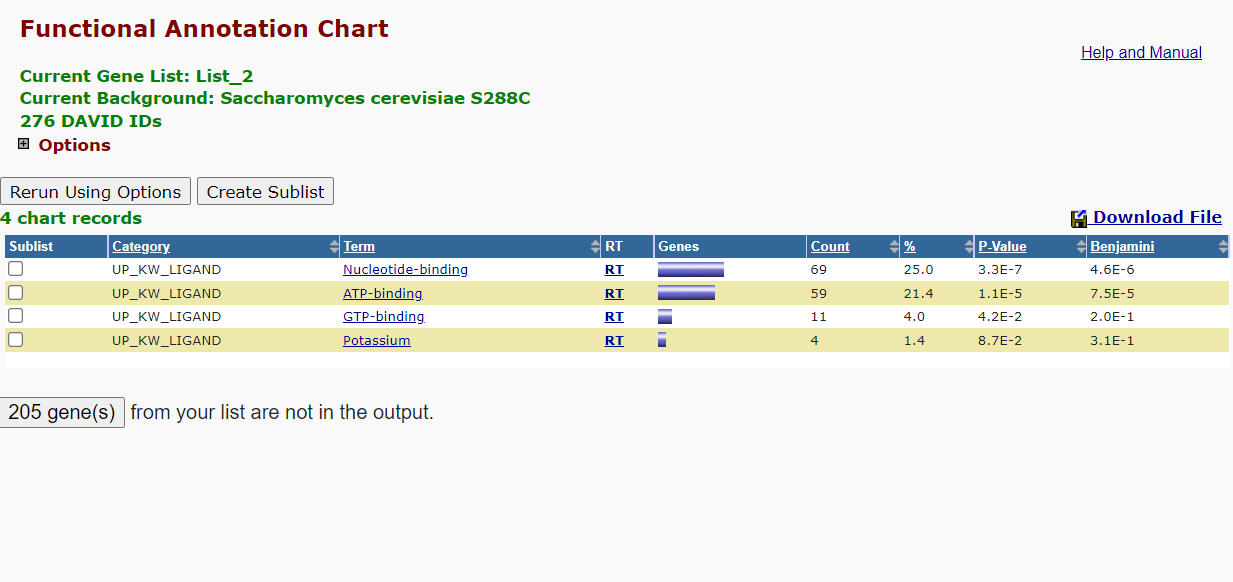 Functional Annotation Chart
Help and Manual
Current Gene List: List_2
Current Background: Saccharomyces cerevisiae S288C
276 DAVID IDs
Options
Rerun Using Options Create Sublist
4 chart records Download File
Sublist Category Term RT Genes Count % P-Value Benjamini
UP_KW_LIGAND Nucleotide-binding RT 69 25.0 3.3E-7 4.6E-6
UP_KW_LIGAND ATP-binding RT 59 21.4 1.1E-5 7.5E-5
UP_KW_LIGAND GTP-binding RT 11 4.0 4.2E-2 2.0E-1
UP_KW_LIGAND Potassium RT 4 1.4 8.7E-2 3.1E-1
205 gene(s) from your list are not in the output.